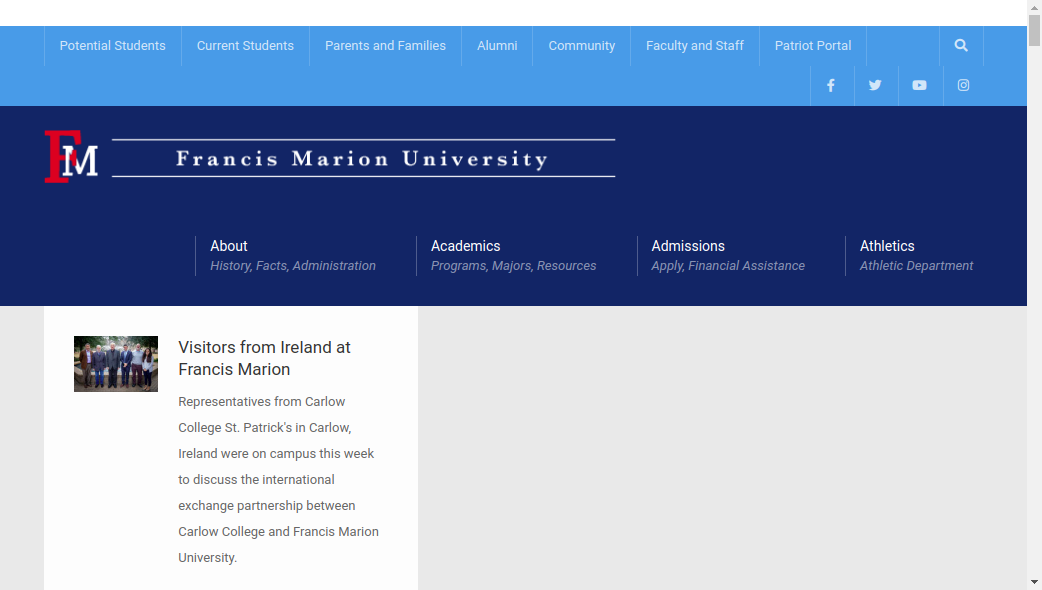 Potential Students
Current Students
Parents and Families
Alumni
Community
Faculty and Staff
Patriot Portal
FM
Francis Marion University
About
History, Facts, Administration
Academics
Programs, Majors, Resources
Admissions
Apply, Financial Assistance
Athletics
Athletic Department
Visitors from Ireland at
Francis Marion
Representatives from Carlow
College St. Patrick's in Carlow,
Ireland were on campus this week
to discuss the international
exchange partnership between
Carlow College and Francis Marion
University.